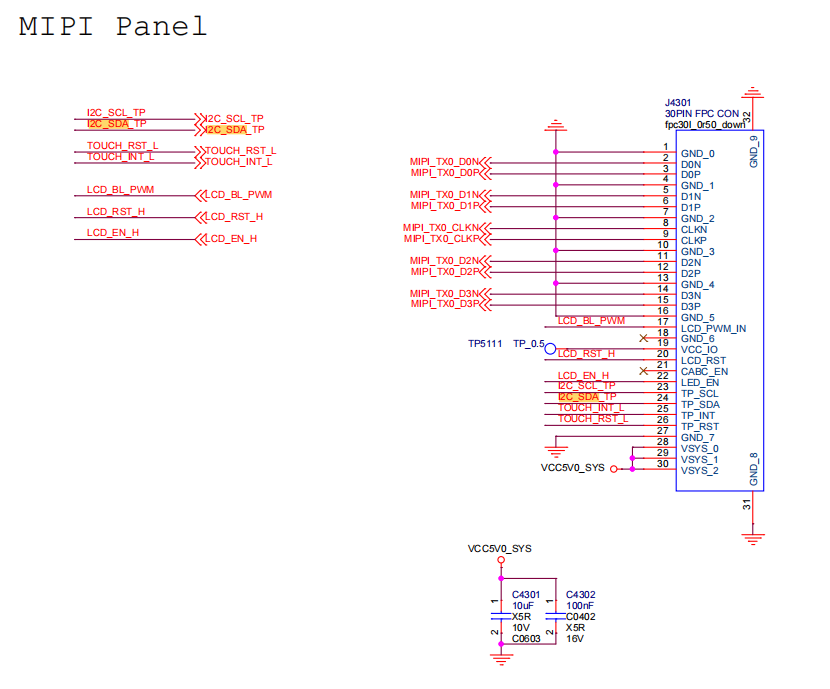 MIPI Panel
I2C_SCL_TP I2C_SCL_TP
I2C_SDA_TP I2C_SDA_TP
TOUCH_RST_L TOUCH_RST_L
TOUCH_INT_L TOUCH_INT_L
LCD_BL_PWM LCD_BL_PWM
LCD_RST_H LCD_RST_H
LCD_EN_H LCD_EN_H
J4301
30PIN FPC CON
fpc30l_0r50_down
32
GND_9
1 GND_0
MIPI_TX0_D0N 2 D0N
MIPI_TX0_D0P 3 D0P
4 GND_1
MIPI_TX0_D1N 5 D1N
MIPI_TX0_D1P 6 D1P
7 GND_2
MIPI_TX0_CLKN 8 CLKN
MIPI_TX0_CLKP 9 CLKP
10 GND_3
MIPI_TX0_D2N 11 D2N
MIPI_TX0_D2P 12 D2P
13 GND_4
MIPI_TX0_D3N 14 D3N
MIPI_TX0_D3P 15 D3P
16 GND_5
LCD_BL_PWM 17 LCD_PWM_IN
18 GND_6
TP5111 TP_0.5 19 VCC_IO
LCD_RST_H 20 LCD_RST
21 CABC_EN
LCD_EN_H 22 LED_EN
I2C_SCL_TP 23 TP_SCL
I2C_SDA_TP 24 TP_SDA
TOUCH_INT_L 25 TP_INT
TOUCH_RST_L 26 TP_RST
27 GND_7
28 VSYS_0
29 VSYS_1
VCC5V0_SYS 30 VSYS_2
GND_8
31
VCC5V0_SYS
C4301 C4302
1 10uF 1 100nF
X5R C0402
2 10V 2 X5R
C0603 16V